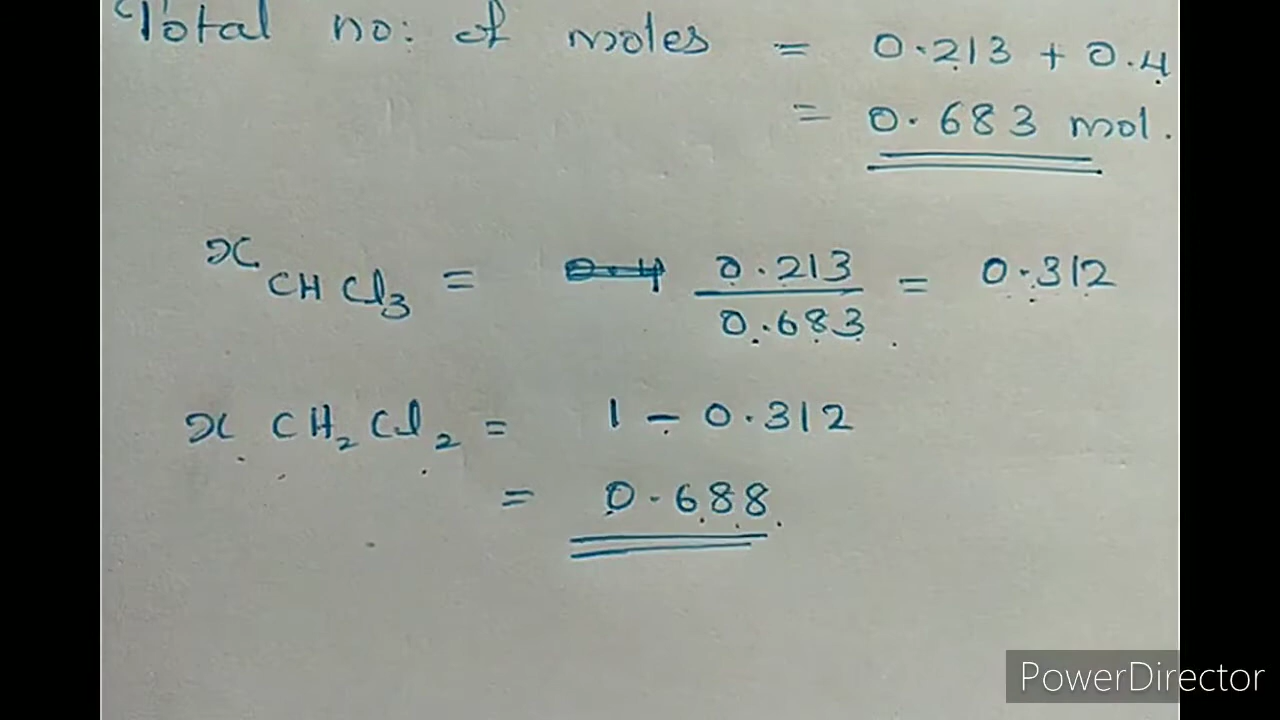 Total no: of moles = 0.213 + 0.4
= 0.683 mol.
x CHCl3 = 0.213 / 0.683 = 0.312
x CH2Cl2 = 1 - 0.312
= 0.688
PowerDirector